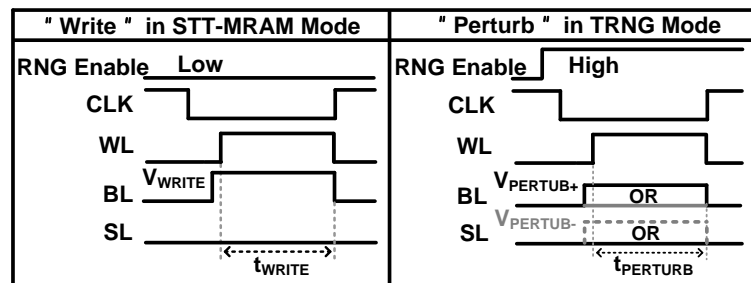 " Write " in STT-MRAM Mode
RNG Enable Low
CLK
WL
VWRITE
BL
SL
tWRITE
" Perturb " in TRNG Mode
RNG Enable High
CLK
WL
VPERTUB+
BL OR
VPERTUB-
SL OR
tPERTURB